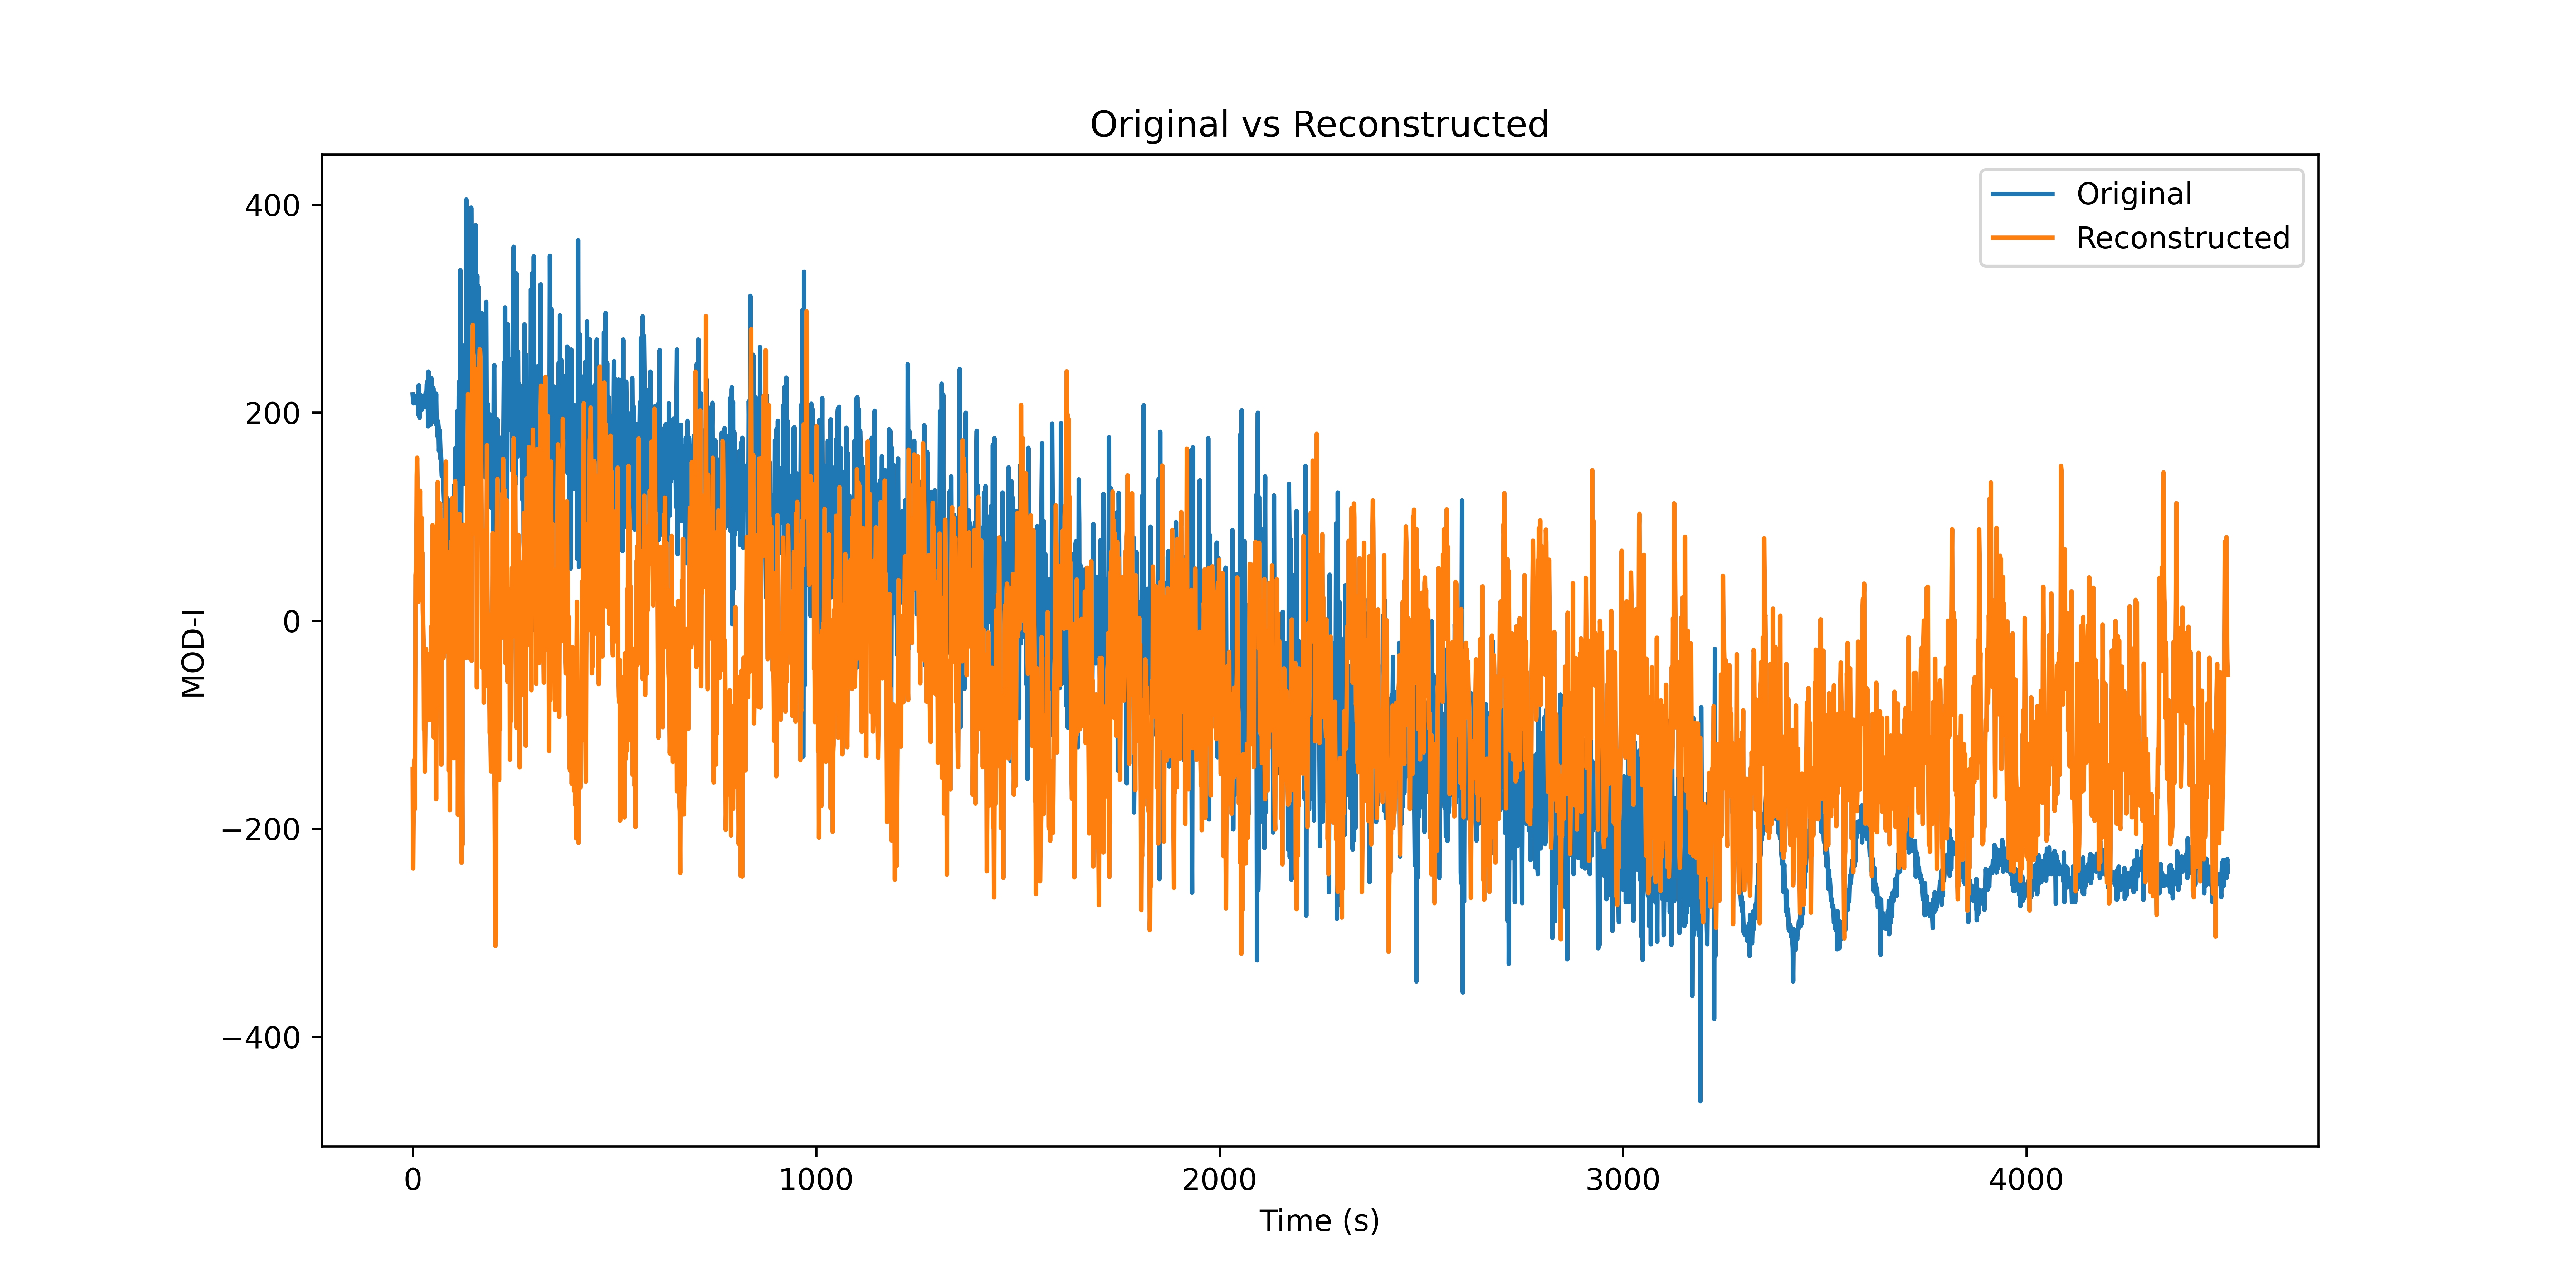 Original vs Reconstructed
Original
Reconstructed
400
200
0
−200
−400
MOD-I
0 1000 2000 3000 4000
Time (s)